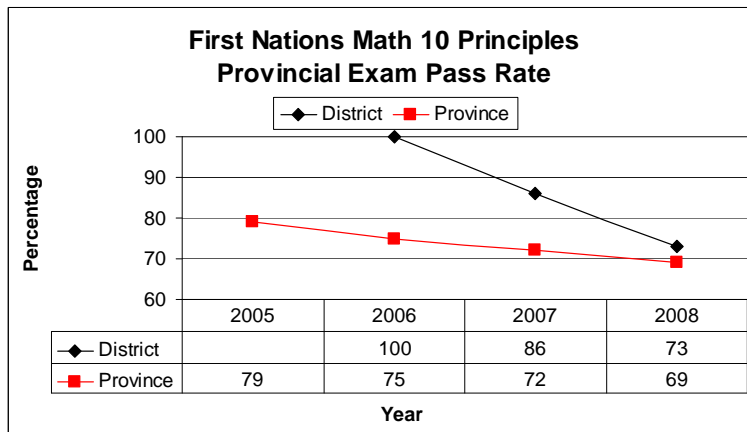 First Nations Math 10 Principles
Provincial Exam Pass Rate
District Province
Percentage
100
90
80
70
60
2005 2006 2007 2008
District 100 86 73
Province 79 75 72 69
Year